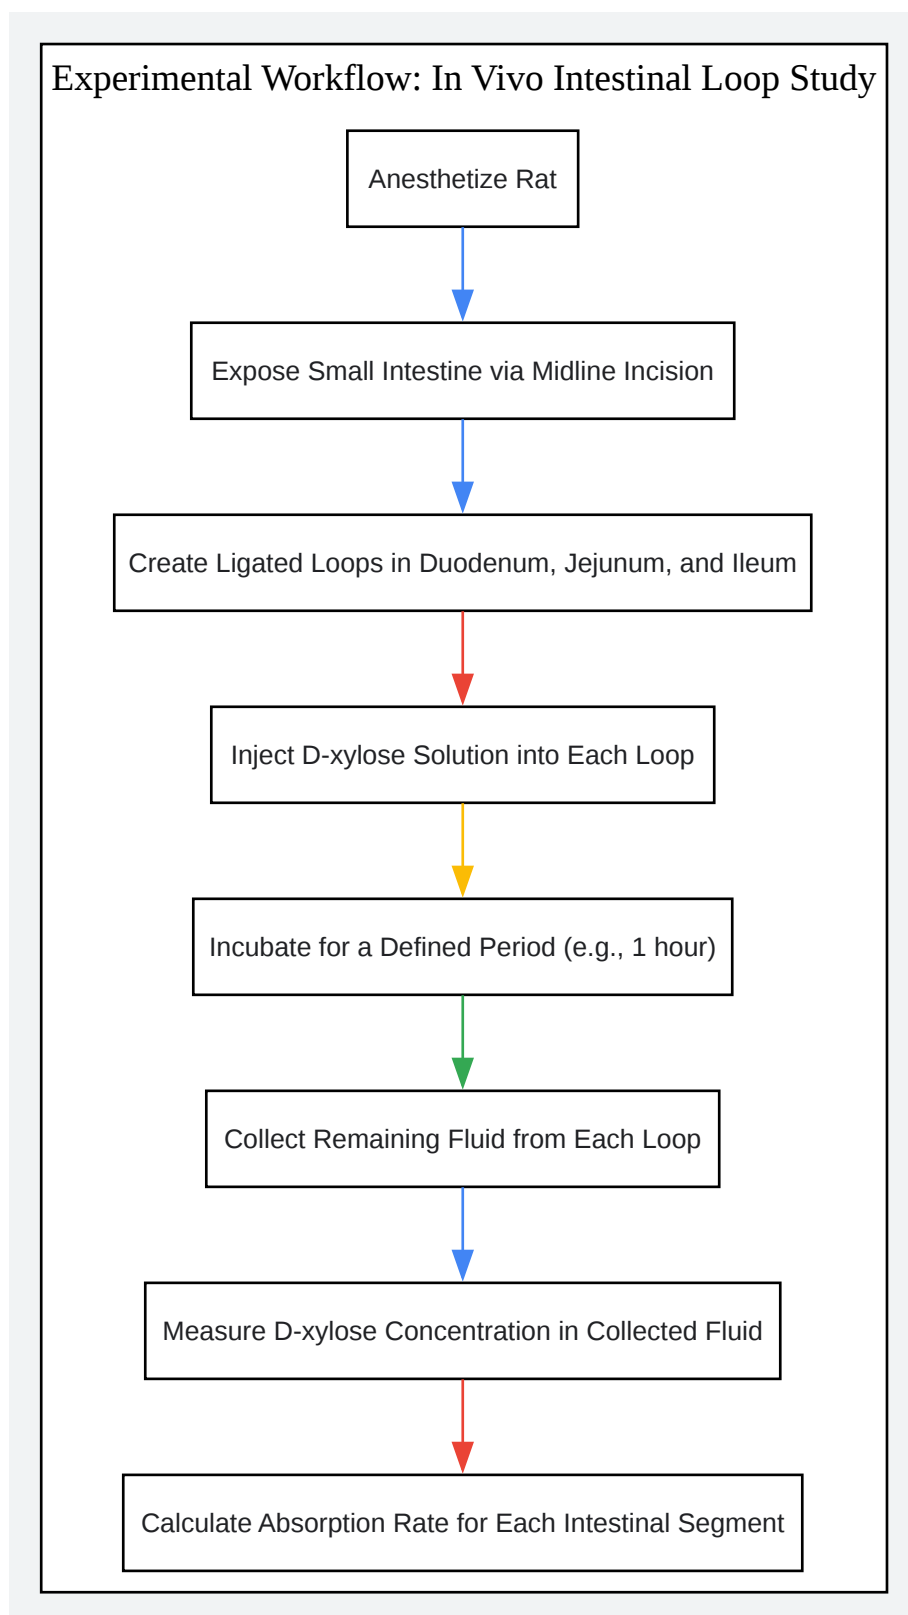 Experimental Workflow: In Vivo Intestinal Loop Study
Anesthetize Rat
Expose Small Intestine via Midline Incision
Create Ligated Loops in Duodenum, Jejunum, and Ileum
Inject D-xylose Solution into Each Loop
Incubate for a Defined Period (e.g., 1 hour)
Collect Remaining Fluid from Each Loop
Measure D-xylose Concentration in Collected Fluid
Calculate Absorption Rate for Each Intestinal Segment